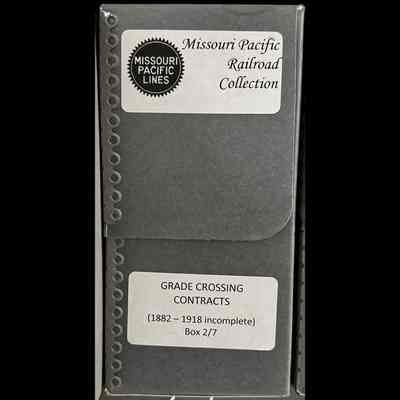 MISSOURI
PACIFIC
LINES
Missouri Pacific
Railroad
Collection
GRADE CROSSING
CONTRACTS
(1882 – 1918 incomplete)
Box 2/7